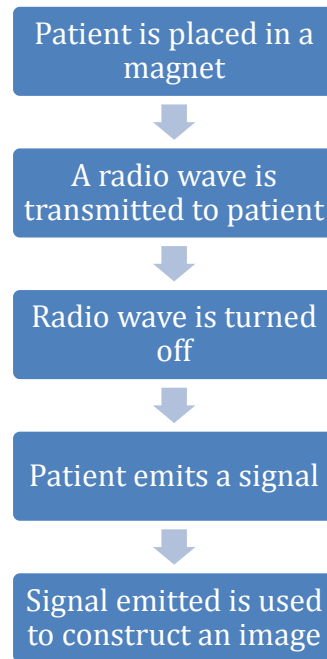 Patient is placed in a
magnet
A radio wave is
transmitted to patient
Radio wave is turned
off
Patient emits a signal
Signal emitted is used
to construct an image